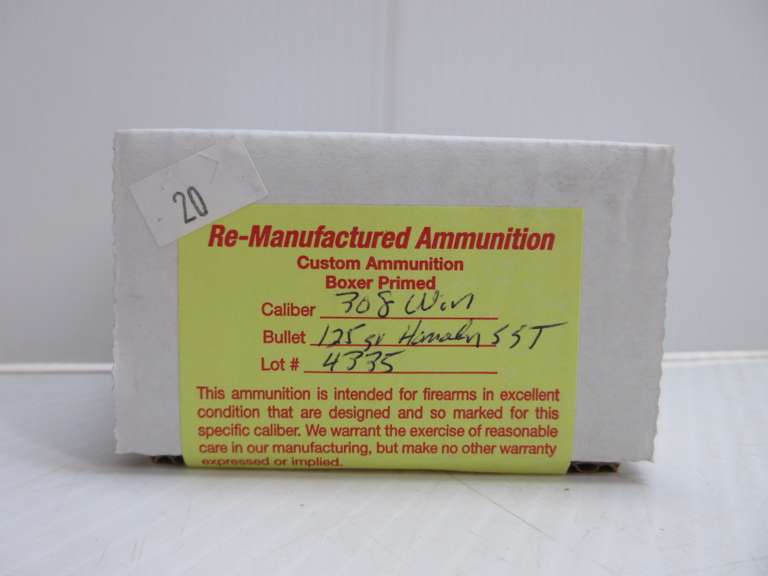 20
Re-Manufactured Ammunition
Custom Ammunition
Boxer Primed
Caliber 308 Win
Bullet 125 gr Hornady SST
Lot # 4335
This ammunition is intended for firearms in excellent
condition that are designed and so marked for this
specific caliber. We warrant the exercise of reasonable
care in our manufacturing, but make no other warranty
expressed or implied.